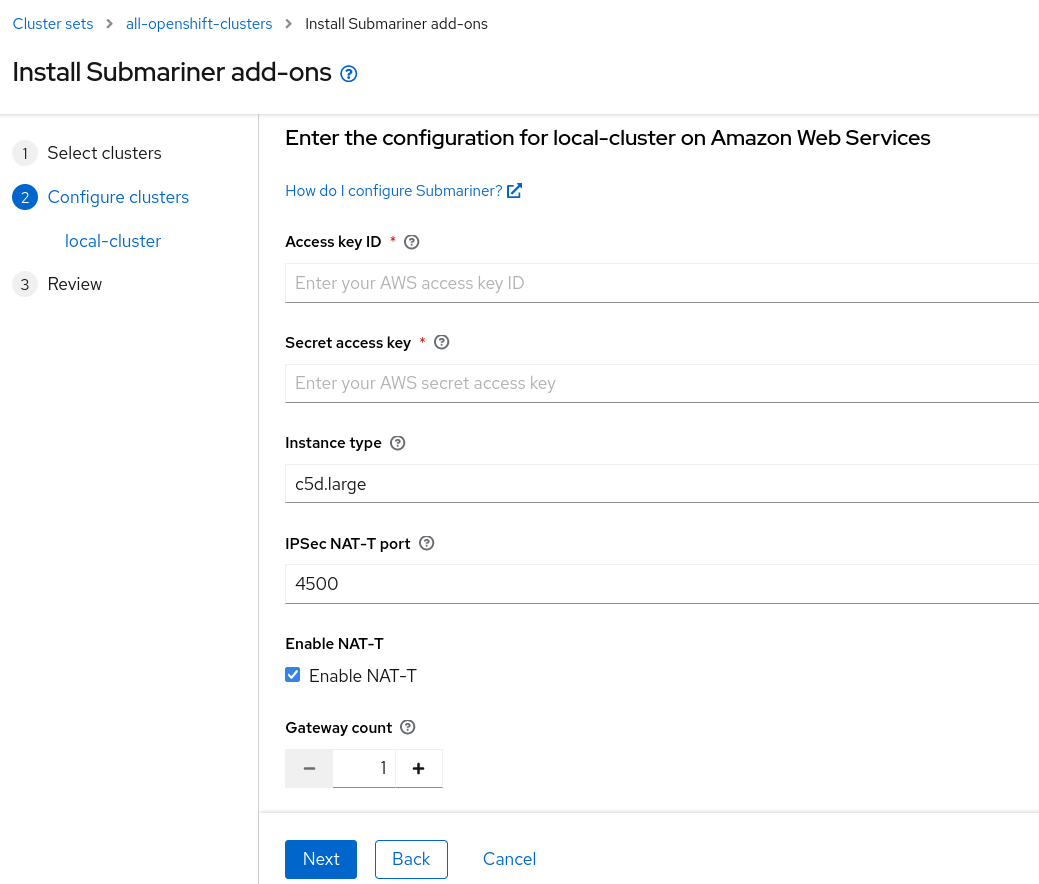 Cluster sets > all-openshift-clusters > Install Submariner add-ons
Install Submariner add-ons
1 Select clusters
2 Configure clusters
local-cluster
3 Review
Enter the configuration for local-cluster on Amazon Web Services
How do I configure Submariner?
Access key ID *
Enter your AWS access key ID
Secret access key *
Enter your AWS secret access key
Instance type
c5d.large
IPSec NAT-T port
4500
Enable NAT-T
Enable NAT-T
Gateway count
− 1 +
Next Back Cancel